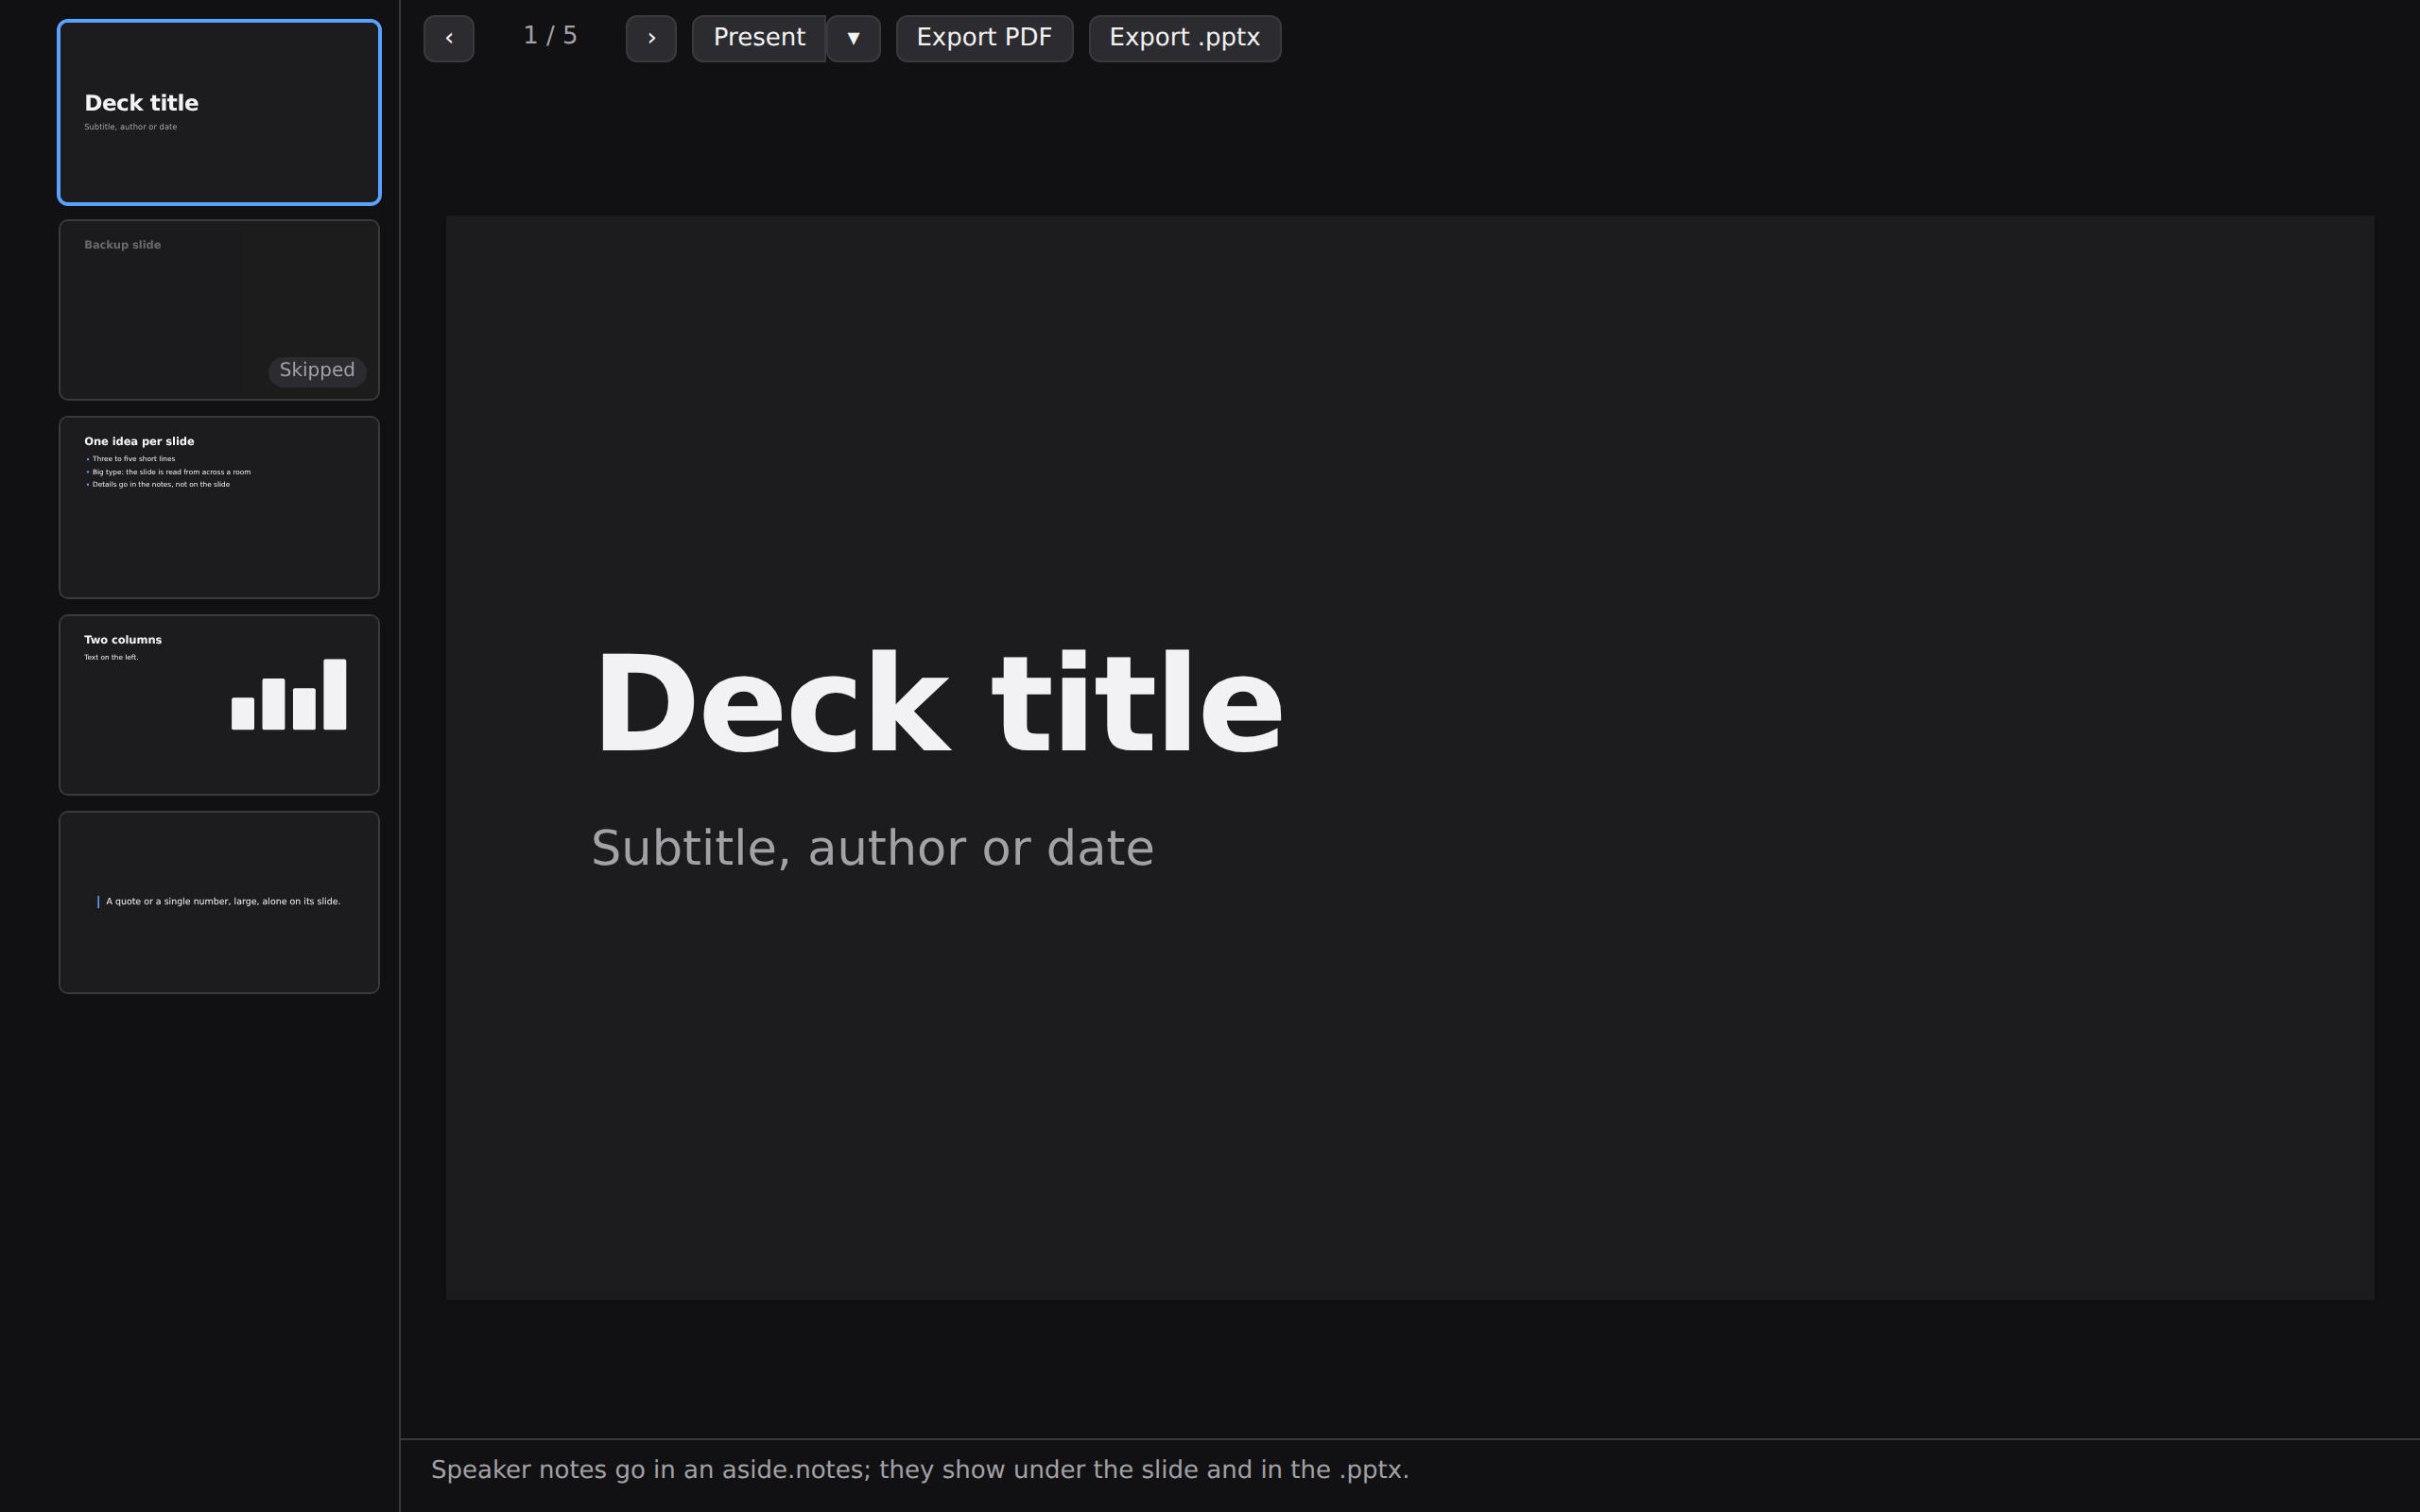 ‹ 1 / 5 › Present ▾ Export PDF Export .pptx
Deck title
Subtitle, author or date
Backup slide
Skipped
One idea per slide
• Three to five short lines
• Big type: the slide is read from across a room
• Details go in the notes, not on the slide
Two columns
Text on the left.
A quote or a single number, large, alone on its slide.
Deck title
Subtitle, author or date
Speaker notes go in an aside.notes; they show under the slide and in the .pptx.